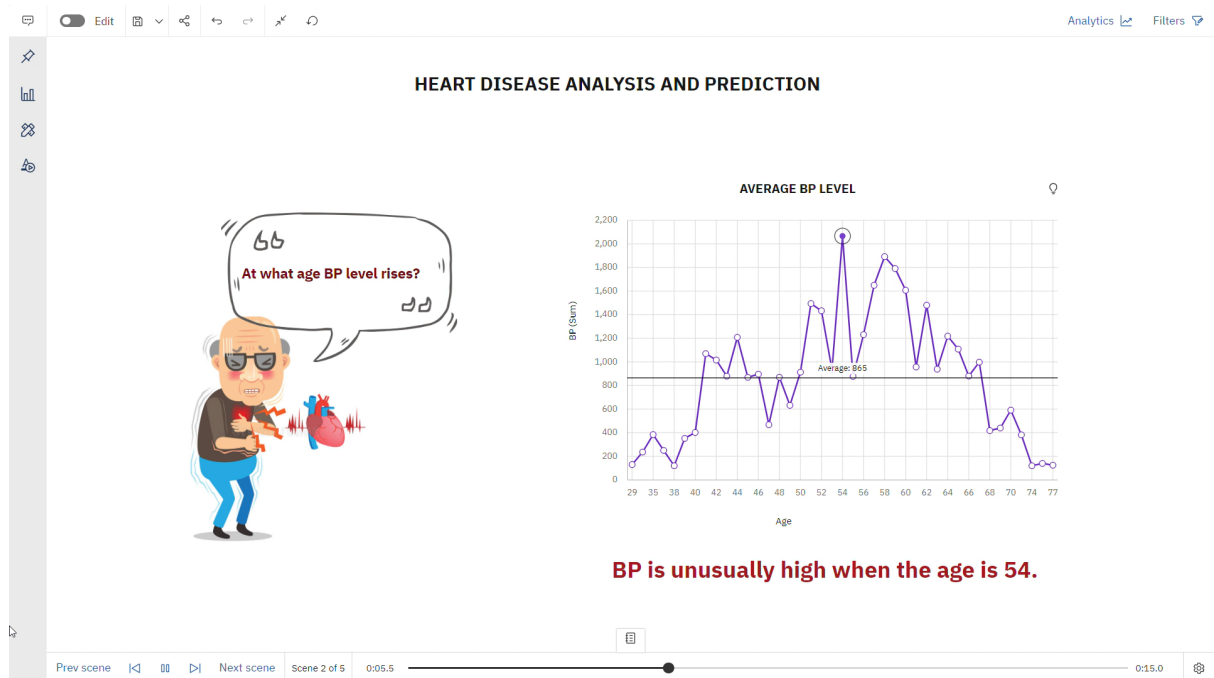 Edit
Analytics
Filters
HEART DISEASE ANALYSIS AND PREDICTION
At what age BP level rises?
AVERAGE BP LEVEL
BP (Sum)
2,200
2,000
1,800
1,600
1,400
1,200
1,000
800
600
400
200
0
Average: 865
29 35 38 40 42 44 46 48 50 52 54 56 58 60 62 64 66 68 70 74 77
Age
BP is unusually high when the age is 54.
Prev scene
Next scene
Scene 2 of 5
0:05.5
0:15.0